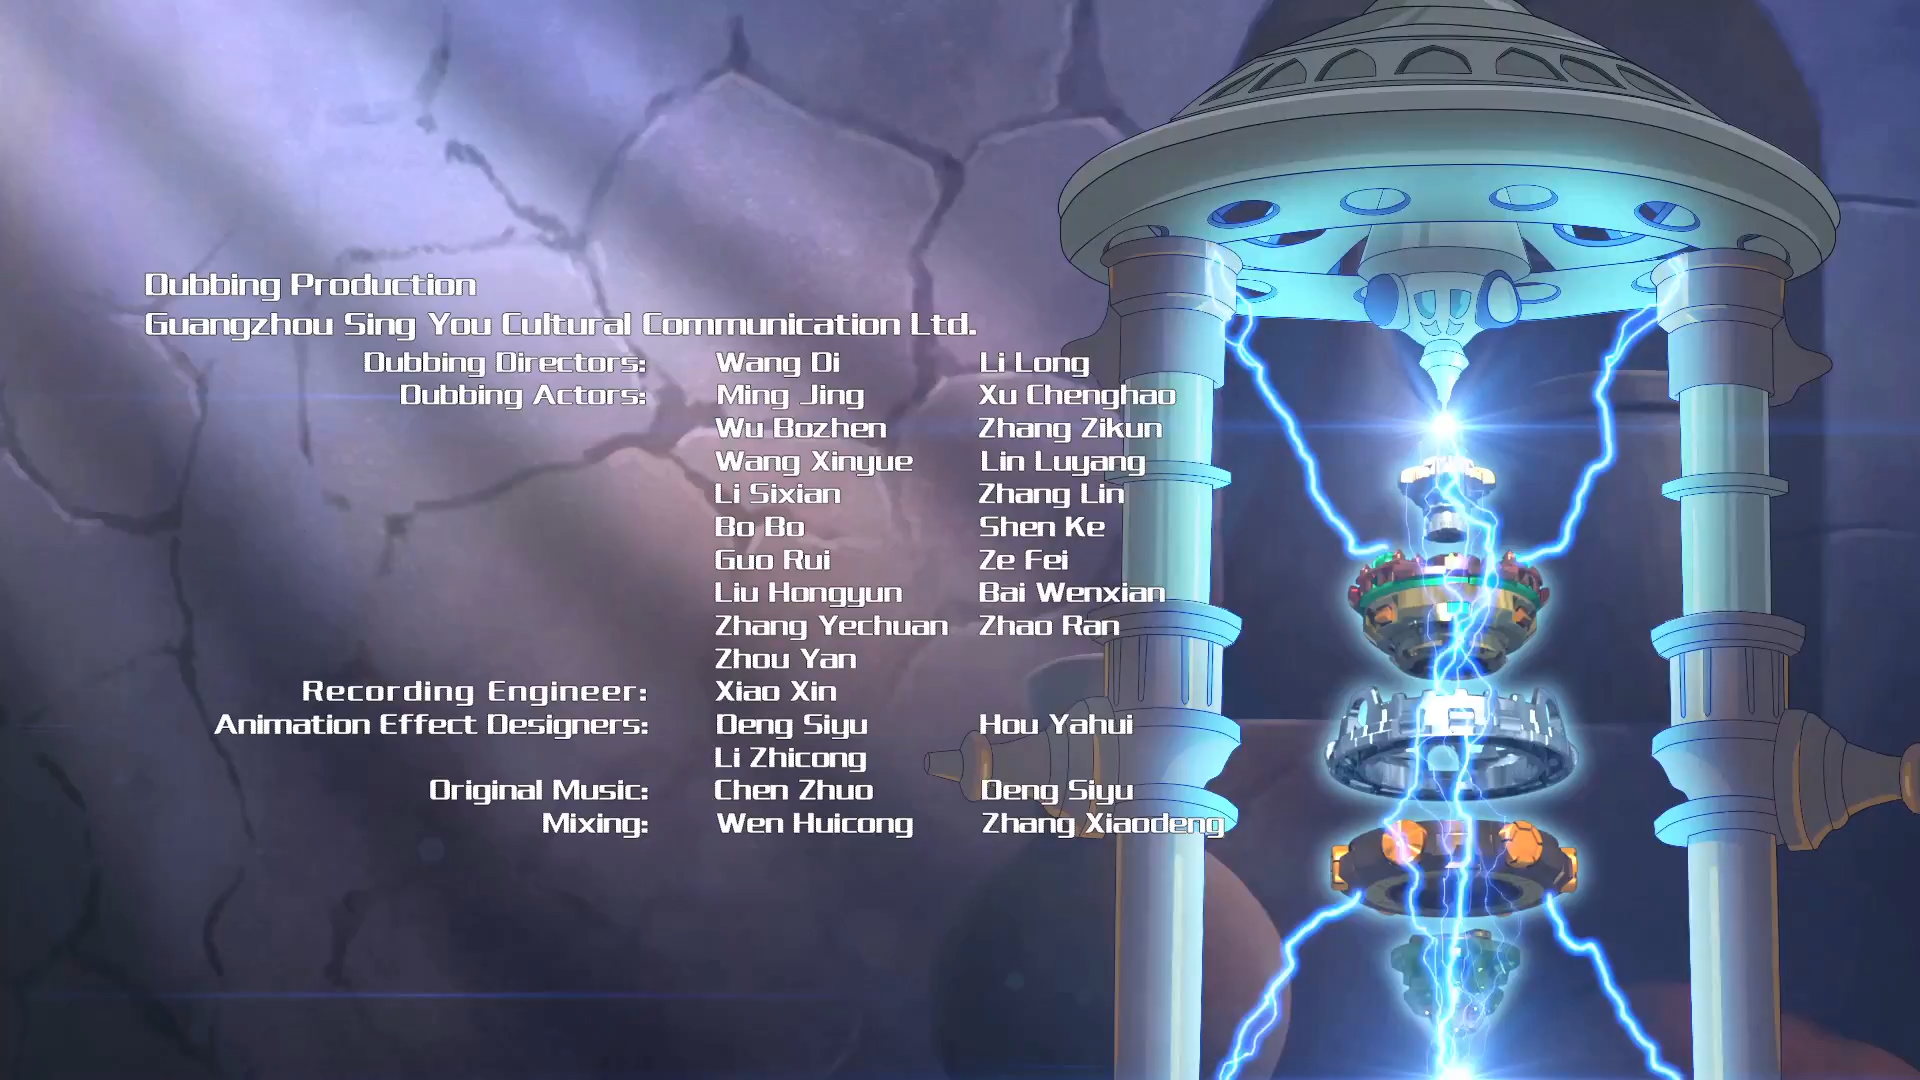 Dubbing Production
Guangzhou Sing You Cultural Communication Ltd.
Dubbing Directors: Wang Di Li Long
Dubbing Actors: Ming Jing Xu Chenghao
Wu Bozhen Zhang Zikun
Wang Xinyue Lin Luyang
Li Sixian Zhang Lin
Bo Bo Shen Ke
Guo Rui Ze Fei
Liu Hongyun Bai Wenxian
Zhang Yechuan Zhao Ran
Zhou Yan
Recording Engineer: Xiao Xin
Animation Effect Designers: Deng Siyu Hou Yahui
Li Zhicong
Original Music: Chen Zhuo Deng Siyu
Mixing: Wen Huicong Zhang Xiaodeng